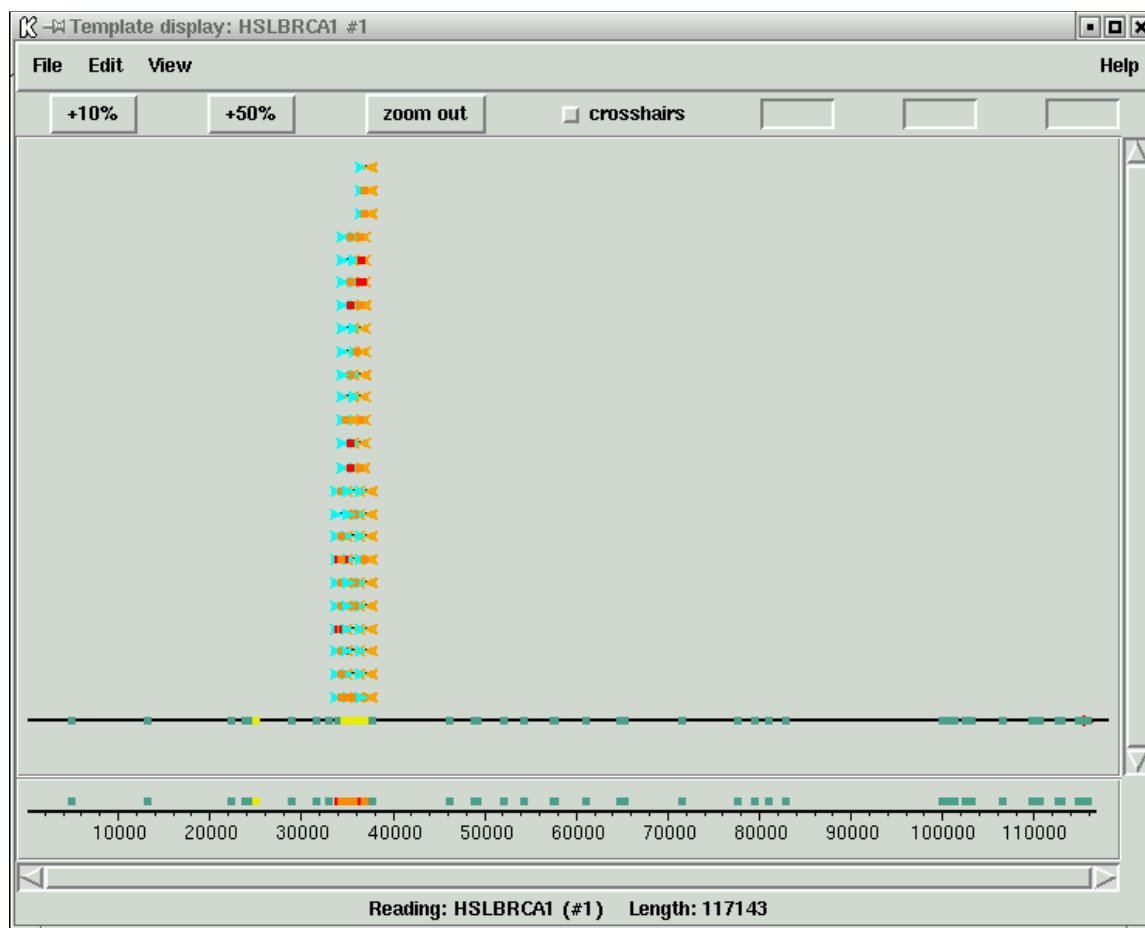 Template display: HSLBRCA1 #1
File Edit View Help
+10% +50% zoom out crosshairs
10000 20000 30000 40000 50000 60000 70000 80000 90000 100000 110000
Reading: HSLBRCA1 (#1) Length: 117143